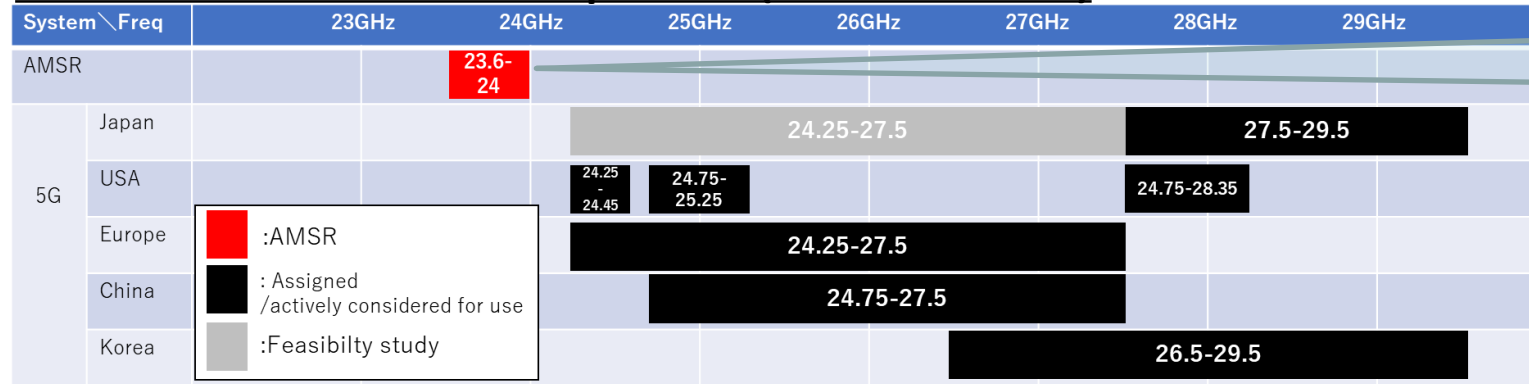 System＼Freq 23GHz 24GHz 25GHz 26GHz 27GHz 28GHz 29GHz
AMSR
23.6-
24
Japan
24.25-27.5
27.5-29.5
5G
USA
24.25
-
24.45
24.75-
25.25
24.75-28.35
Europe
24.25-27.5
China
24.75-27.5
Korea
26.5-29.5
:AMSR
: Assigned
/actively considered for use
:Feasibilty study